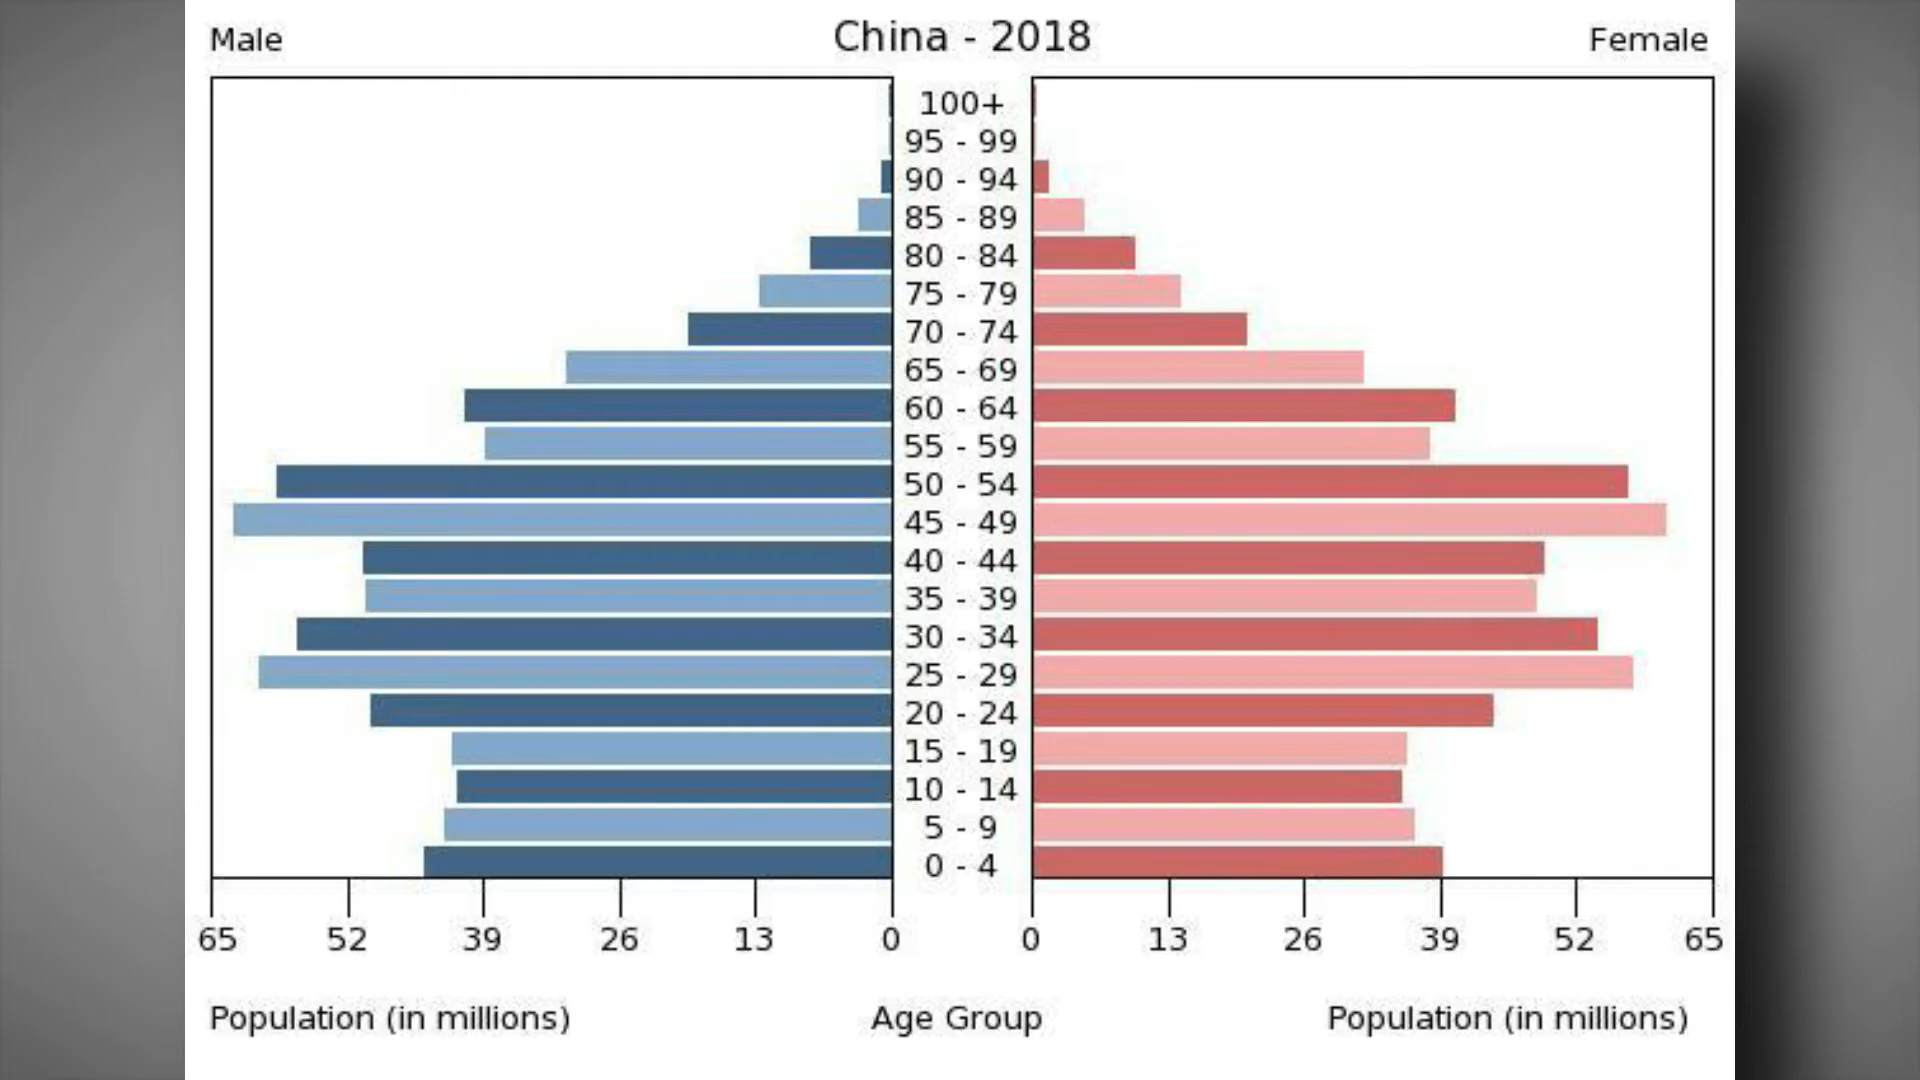 Male China - 2018 Female
100+
95 - 99
90 - 94
85 - 89
80 - 84
75 - 79
70 - 74
65 - 69
60 - 64
55 - 59
50 - 54
45 - 49
40 - 44
35 - 39
30 - 34
25 - 29
20 - 24
15 - 19
10 - 14
5 - 9
0 - 4
65 52 39 26 13 0 0 13 26 39 52 65
Population (in millions) Age Group Population (in millions)